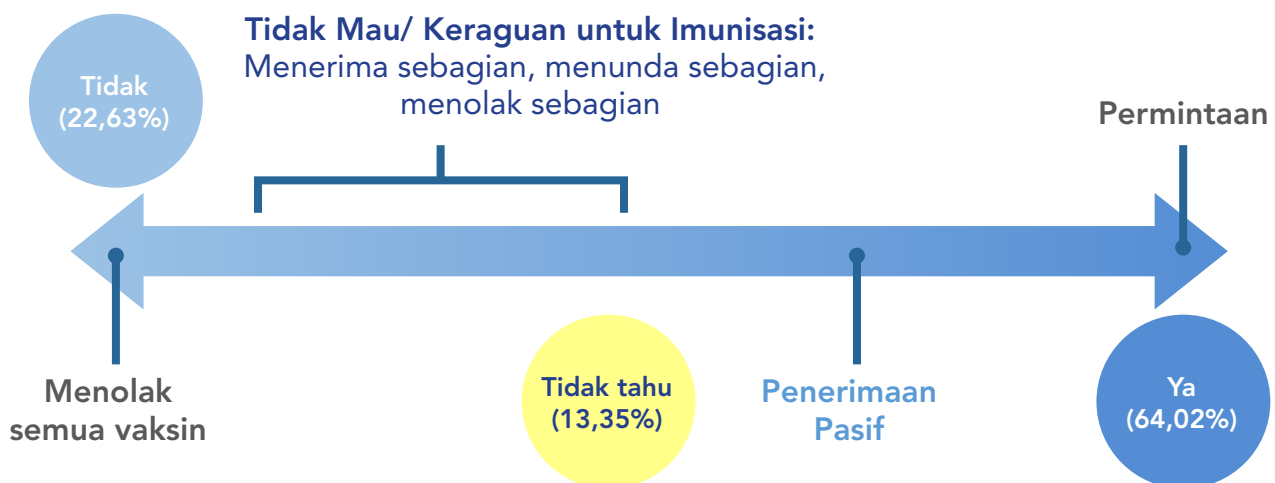 Tidak Mau/ Keraguan untuk Imunisasi:
Menerima sebagian, menunda sebagian,
menolak sebagian
Tidak
(22,63%)
Permintaan
Menolak
semua vaksin
Tidak tahu
(13,35%)
Penerimaan
Pasif
Ya
(64,02%)